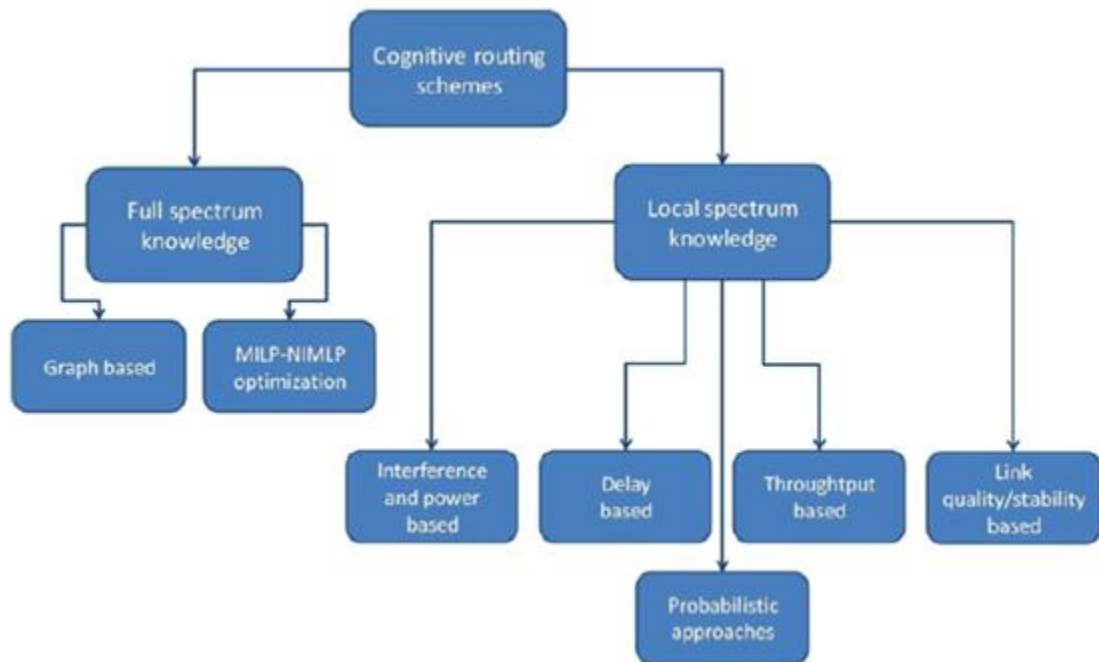 Cognitive routing
schemes
Full spectrum
knowledge
Local spectrum
knowledge
Graph based
MILP-NIMLP
optimization
Interference
and power
based
Delay
based
Throughtput
based
Link
quality/stability
based
Probabilistic
approaches